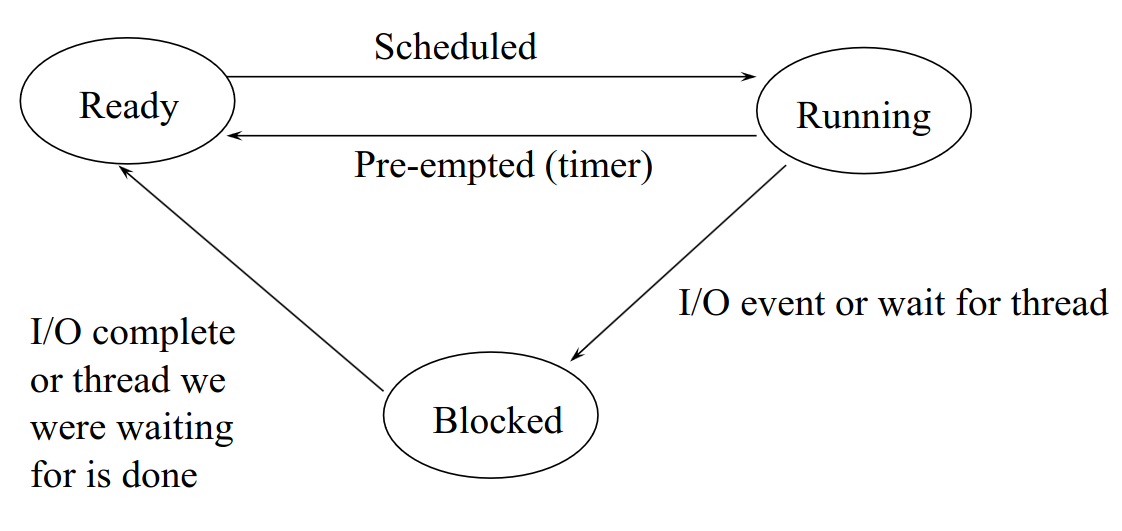 Scheduled
Ready
Running
Pre-empted (timer)
I/O event or wait for thread
I/O complete
or thread we
were waiting
for is done
Blocked